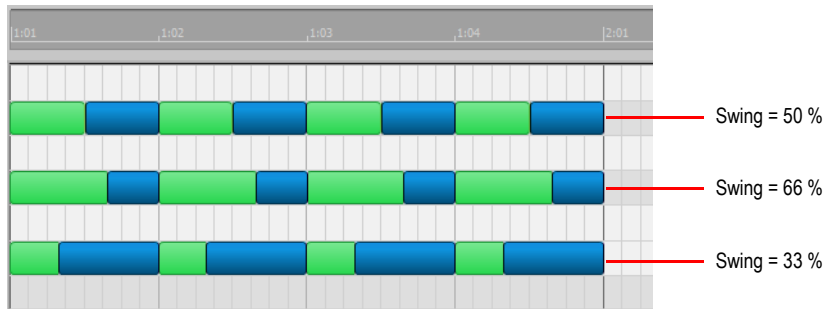 1:01 1:02 1:03 1:04 2:01
Swing = 50 %
Swing = 66 %
Swing = 33 %